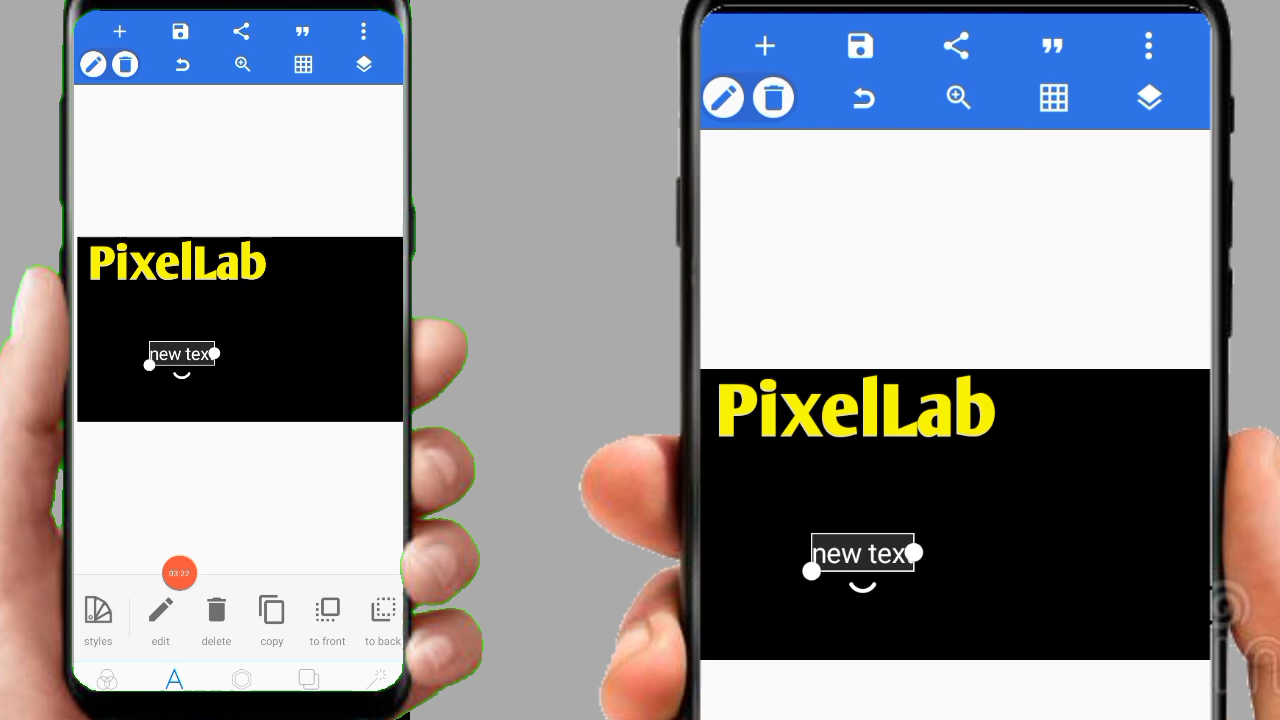 PixelLab
new tex
03:22
styles edit delete copy to front to back
PixelLab
new tex